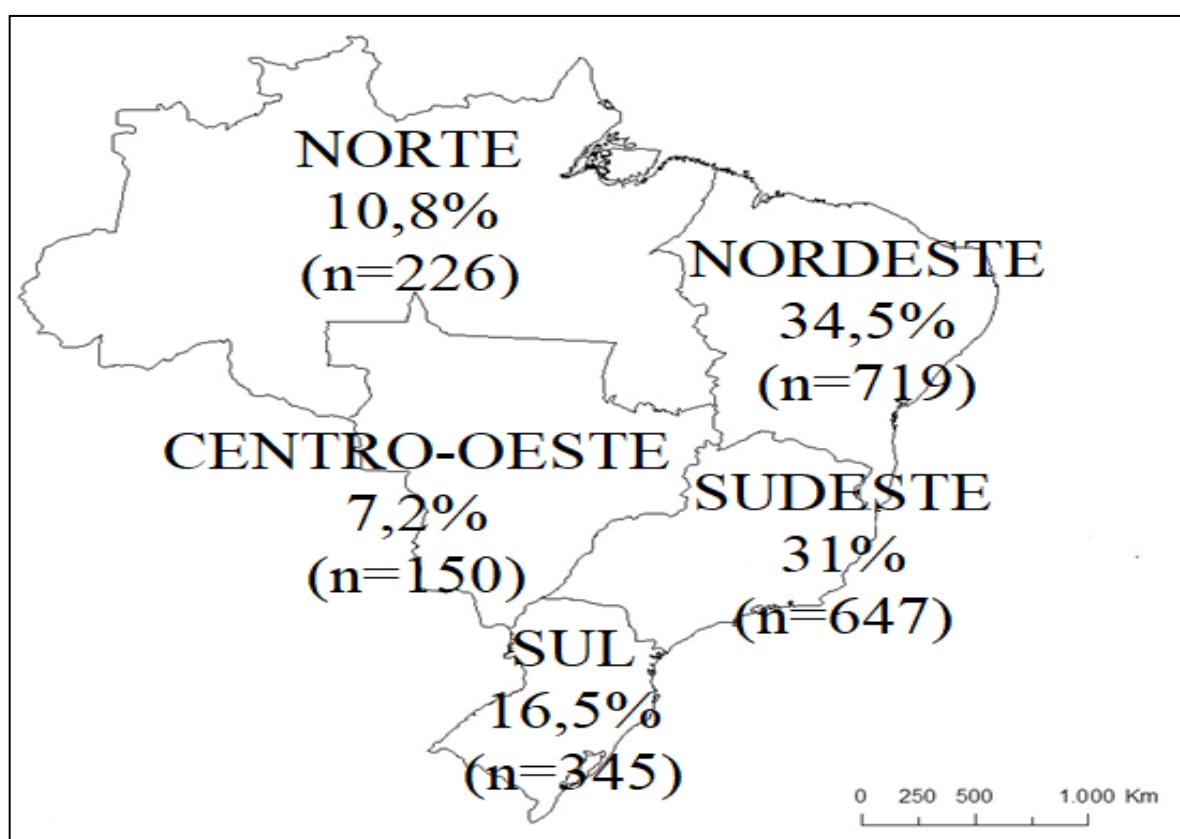 NORTE
10,8%
(n=226)
NORDESTE
34,5%
(n=719)
CENTRO-OESTE
7,2%
(n=150)
SUDESTE
31%
(n=647)
SUL
16,5%
(n=345)
0 250 500 1.000 Km